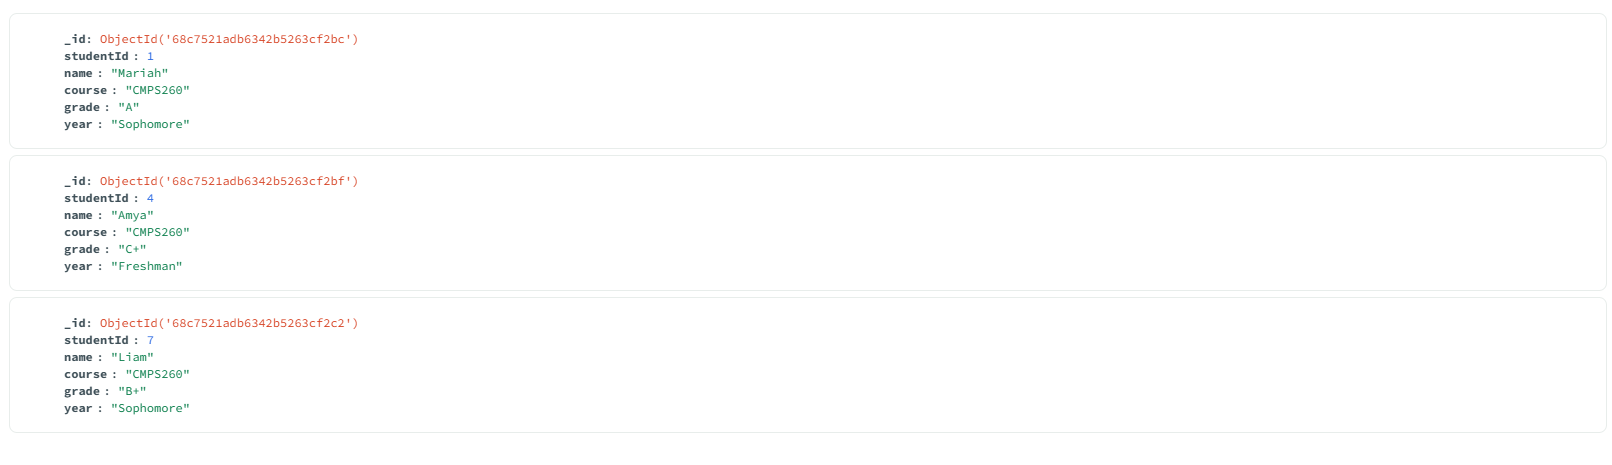 _id: ObjectId('68c7521adb6342b5263cf2bc')
studentId : 1
name : "Mariah"
course : "CMPS260"
grade : "A"
year : "Sophomore"
_id: ObjectId('68c7521adb6342b5263cf2bf')
studentId : 4
name : "Amya"
course : "CMPS260"
grade : "C+"
year : "Freshman"
_id: ObjectId('68c7521adb6342b5263cf2c2')
studentId : 7
name : "Liam"
course : "CMPS260"
grade : "B+"
year : "Sophomore"